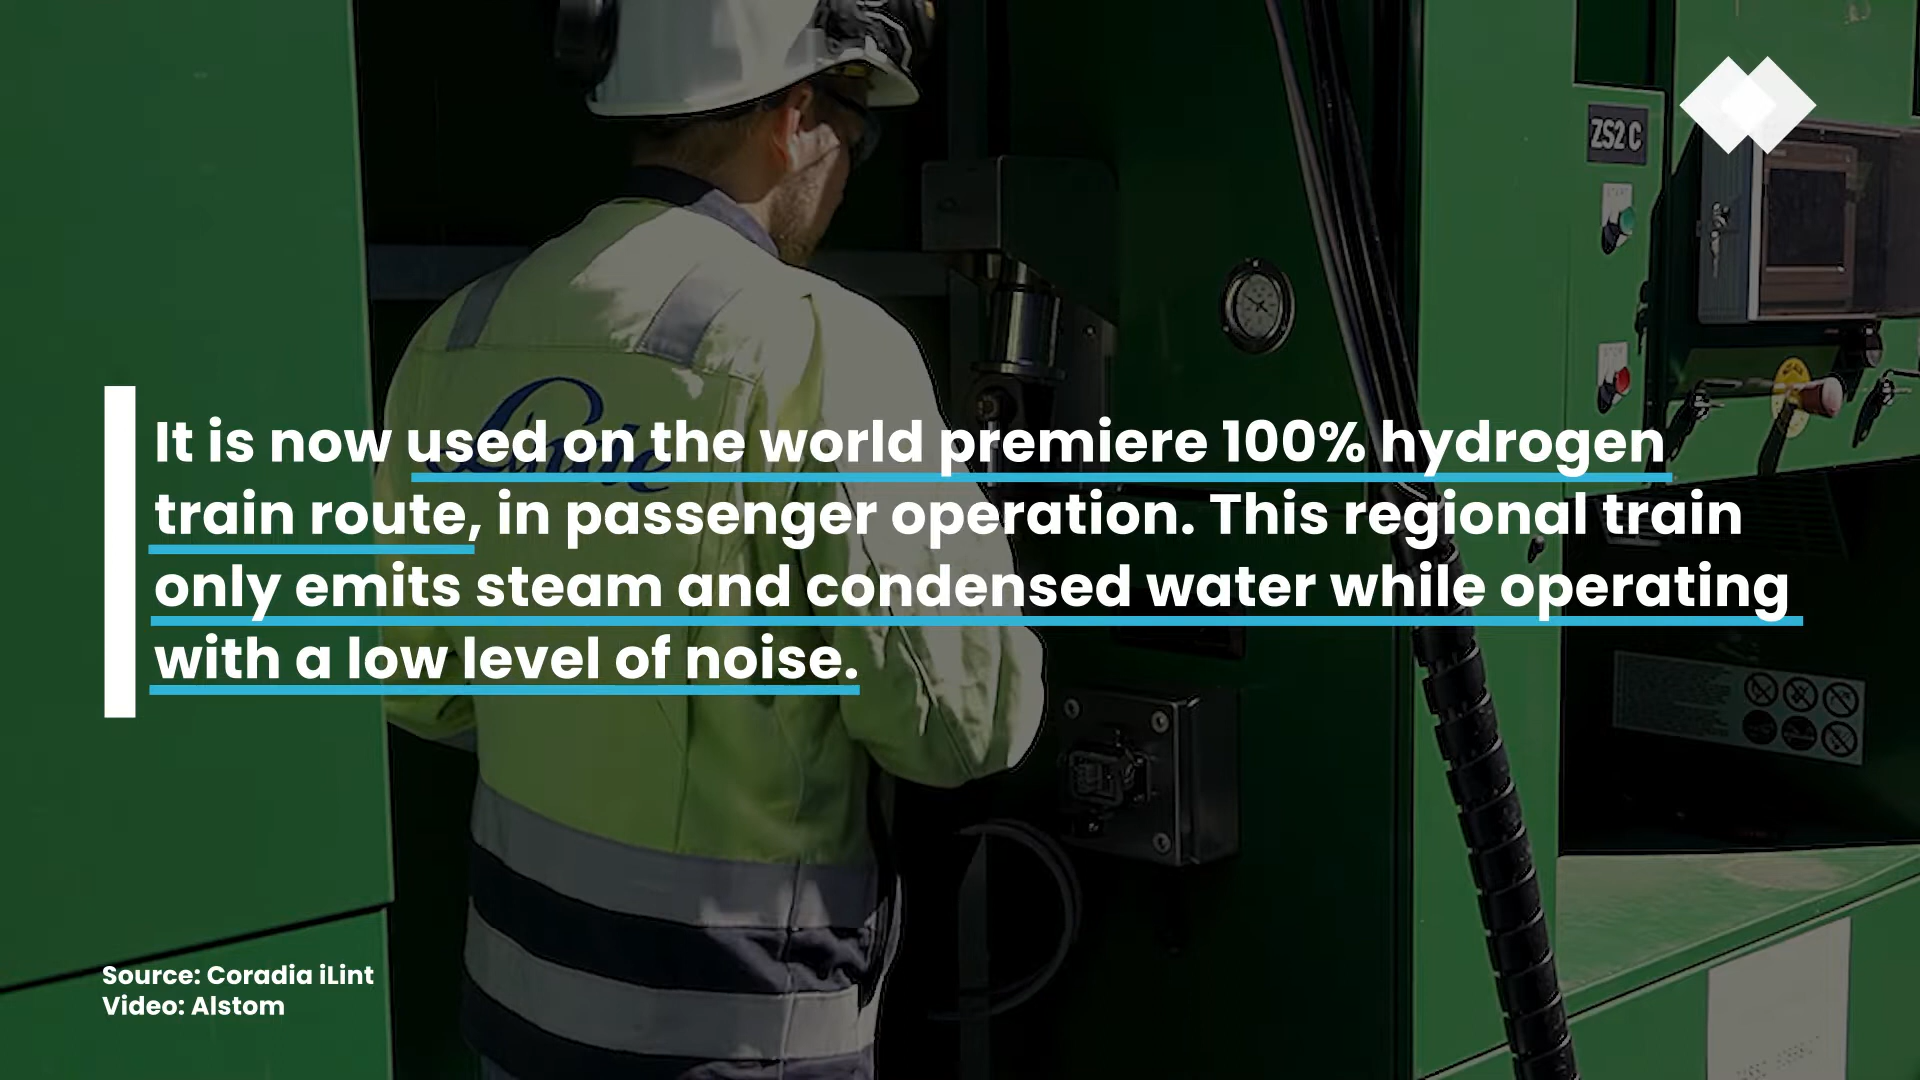 ZS2 C
It is now used on the world premiere 100% hydrogen
train route, in passenger operation. This regional train
only emits steam and condensed water while operating
with a low level of noise.
Linde
Source: Coradia iLint
Video: Alstom